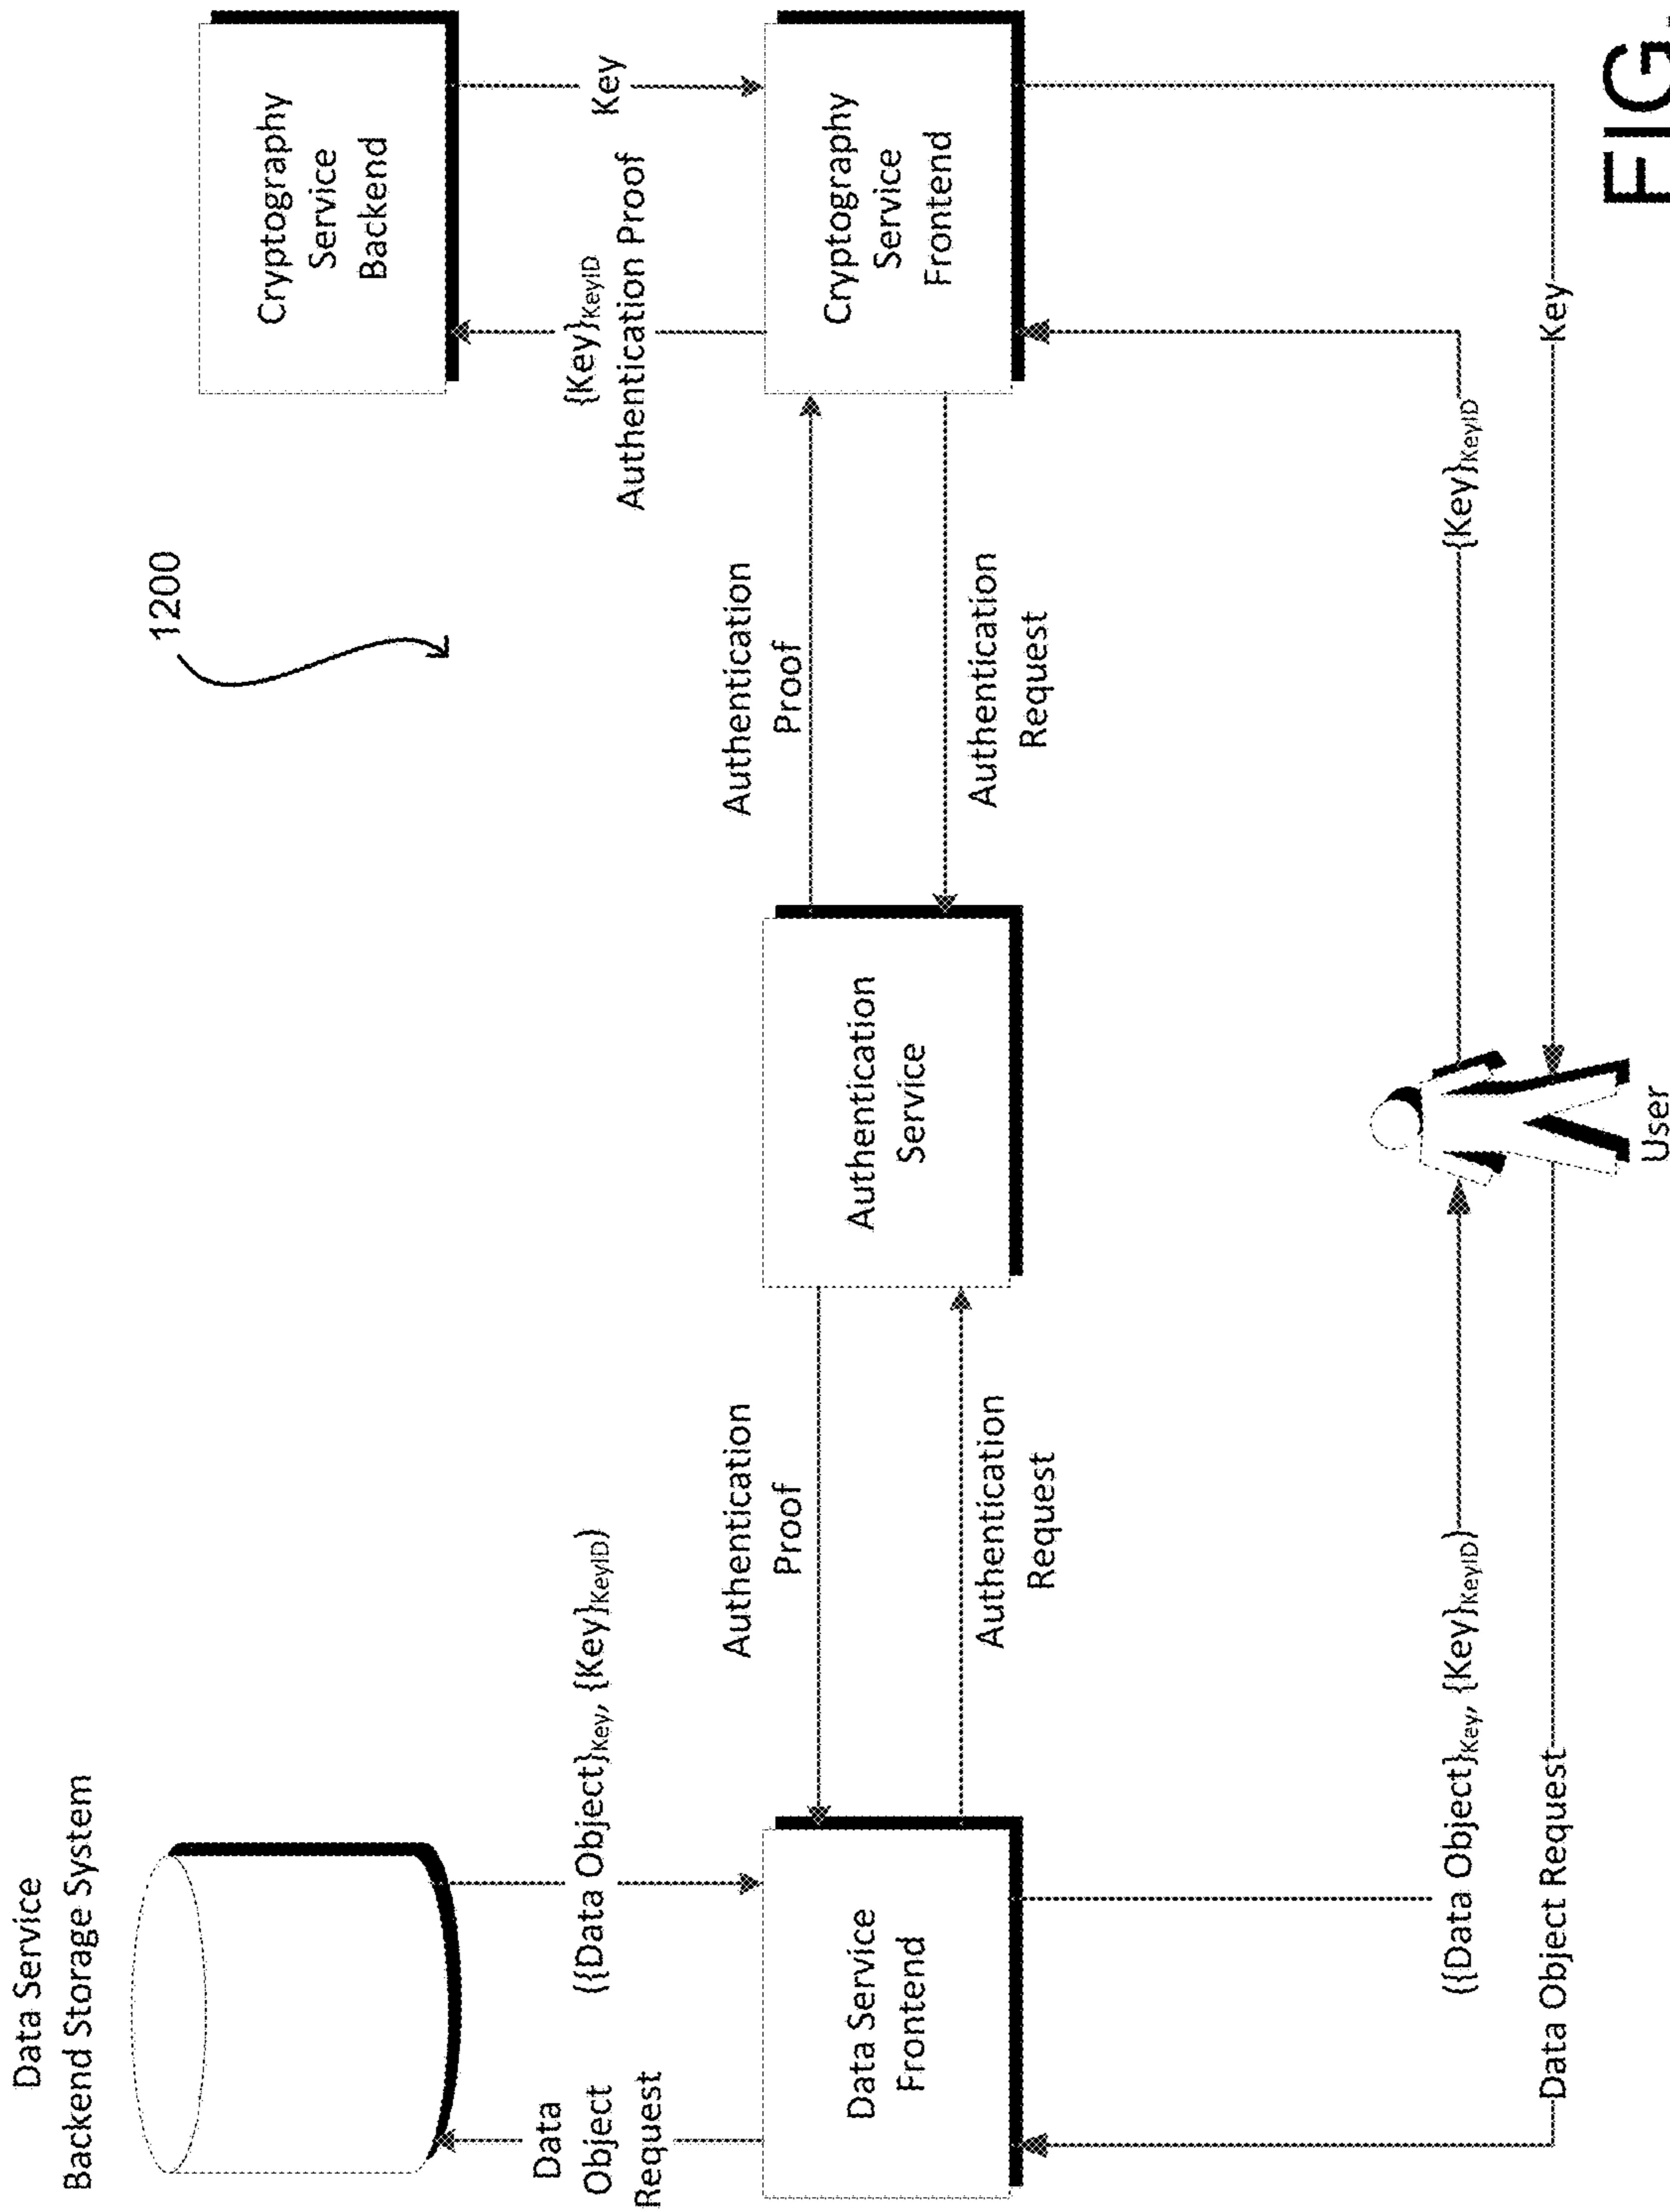 Data Service
Backend Storage System
1200
Cryptography
Service
Backend
Data
Object
Request
({Data Object}Key, {Key}KeyID)
{Key}KeyID
Authentication Proof
Key
Authentication
Proof
Authentication
Proof
Data Service
Frontend
Authentication
Service
Cryptography
Service
Frontend
Authentication
Request
Authentication
Request
({Data Object}Key, {Key}KeyID)
{Key}KeyID
Data Object Request
Key
User
FIG.